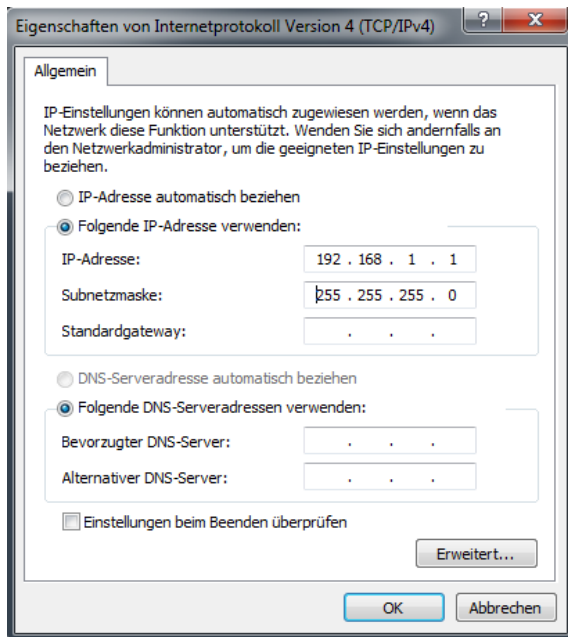 Eigenschaften von Internetprotokoll Version 4 (TCP/IPv4)
?
X
Allgemein
IP-Einstellungen können automatisch zugewiesen werden, wenn das
Netzwerk diese Funktion unterstützt. Wenden Sie sich andernfalls an
den Netzwerkadministrator, um die geeigneten IP-Einstellungen zu
beziehen.
IP-Adresse automatisch beziehen
Folgende IP-Adresse verwenden:
IP-Adresse: 192 . 168 . 1 . 1
Subnetzmaske: 255 . 255 . 255 . 0
Standardgateway: . . .
DNS-Serveradresse automatisch beziehen
Folgende DNS-Serveradressen verwenden:
Bevorzugter DNS-Server: . . .
Alternativer DNS-Server: . . .
Einstellungen beim Beenden überprüfen
Erweitert...
OK Abbrechen